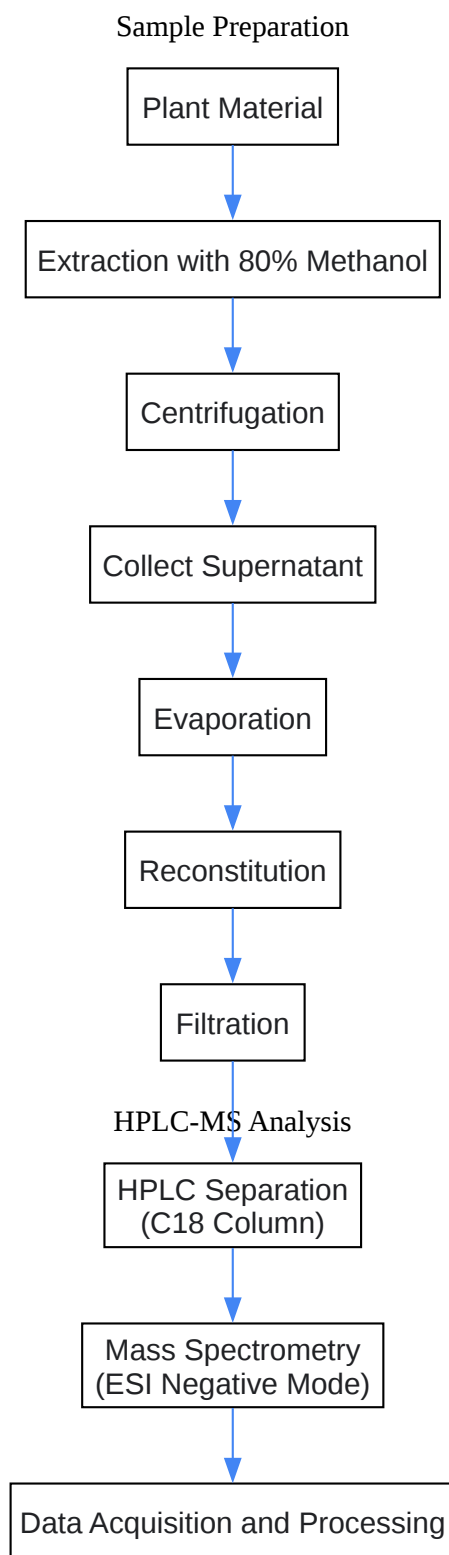 Sample Preparation
Plant Material
Extraction with 80% Methanol
Centrifugation
Collect Supernatant
Evaporation
Reconstitution
Filtration
HPLC-MS Analysis
HPLC Separation
(C18 Column)
Mass Spectrometry
(ESI Negative Mode)
Data Acquisition and Processing